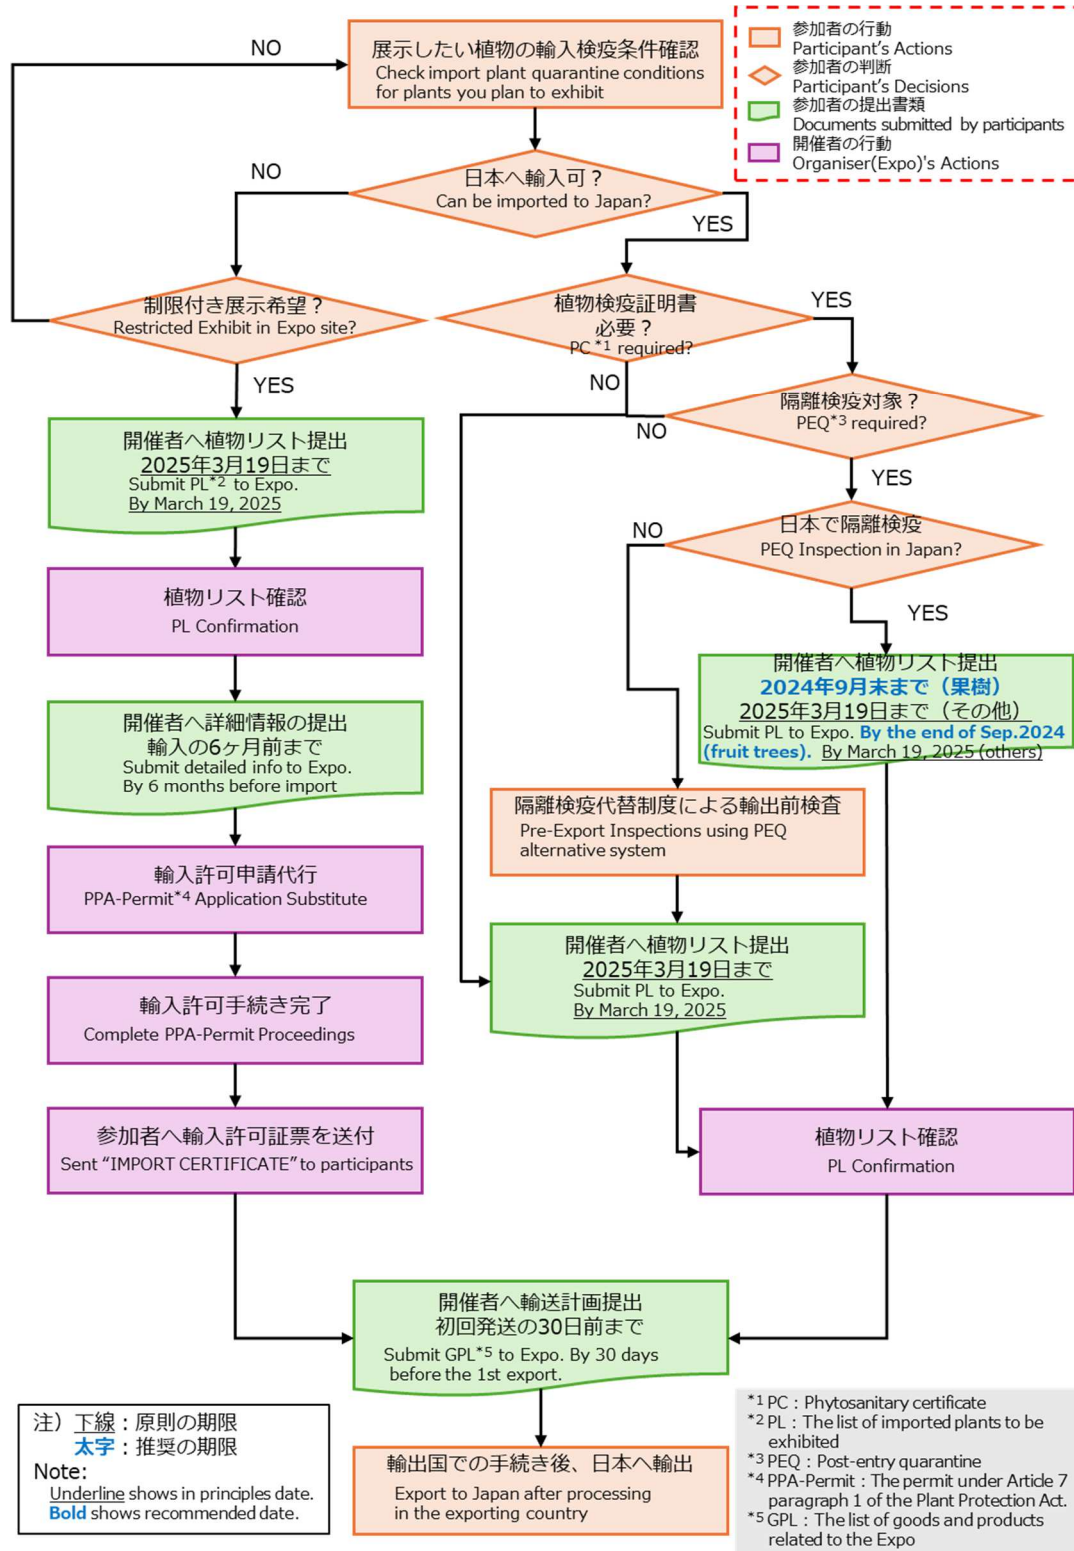 参加者の行動
Participant's Actions
参加者の判断
Participant's Decisions
参加者の提出書類
Documents submitted by participants
開催者の行動
Organiser(Expo)'s Actions
NO
展示したい植物の輸入検疫条件確認
Check import plant quarantine conditions
for plants you plan to exhibit
NO
日本へ輸入可？
Can be imported to Japan?
YES
制限付き展示希望？
Restricted Exhibit in Expo site?
YES
植物検疫証明書
必要？
PC *1 required?
YES
NO
隔離検疫対象？
PEQ*3 required?
NO
YES
開催者へ植物リスト提出
2025年3月19日まで
Submit PL*2 to Expo.
By March 19, 2025
日本で隔離検疫
PEQ Inspection in Japan?
NO
YES
植物リスト確認
PL Confirmation
開催者へ植物リスト提出
2024年9月末まで（果樹）
2025年3月19日まで（その他）
Submit PL to Expo. By the end of Sep.2024
(fruit trees). By March 19, 2025 (others)
開催者へ詳細情報の提出
輸入の6ヶ月前まで
Submit detailed info to Expo.
By 6 months before import
隔離検疫代替制度による輸出前検査
Pre-Export Inspections using PEQ
alternative system
輸入許可申請代行
PPA-Permit*4 Application Substitute
開催者へ植物リスト提出
2025年3月19日まで
Submit PL to Expo.
By March 19, 2025
輸入許可手続き完了
Complete PPA-Permit Proceedings
参加者へ輸入許可証票を送付
Sent “IMPORT CERTIFICATE” to participants
植物リスト確認
PL Confirmation
開催者へ輸送計画提出
初回発送の30日前まで
Submit GPL*5 to Expo. By 30 days
before the 1st export.
輸出国での手続き後、日本へ輸出
Export to Japan after processing
in the exporting country
注）下線：原則の期限
太字：推奨の期限
Note:
Underline shows in principles date.
Bold shows recommended date.
*1 PC：Phytosanitary certificate
*2 PL：The list of imported plants to be
exhibited
*3 PEQ：Post-entry quarantine
*4 PPA-Permit：The permit under Article 7
paragraph 1 of the Plant Protection Act.
*5 GPL：The list of goods and products
related to the Expo